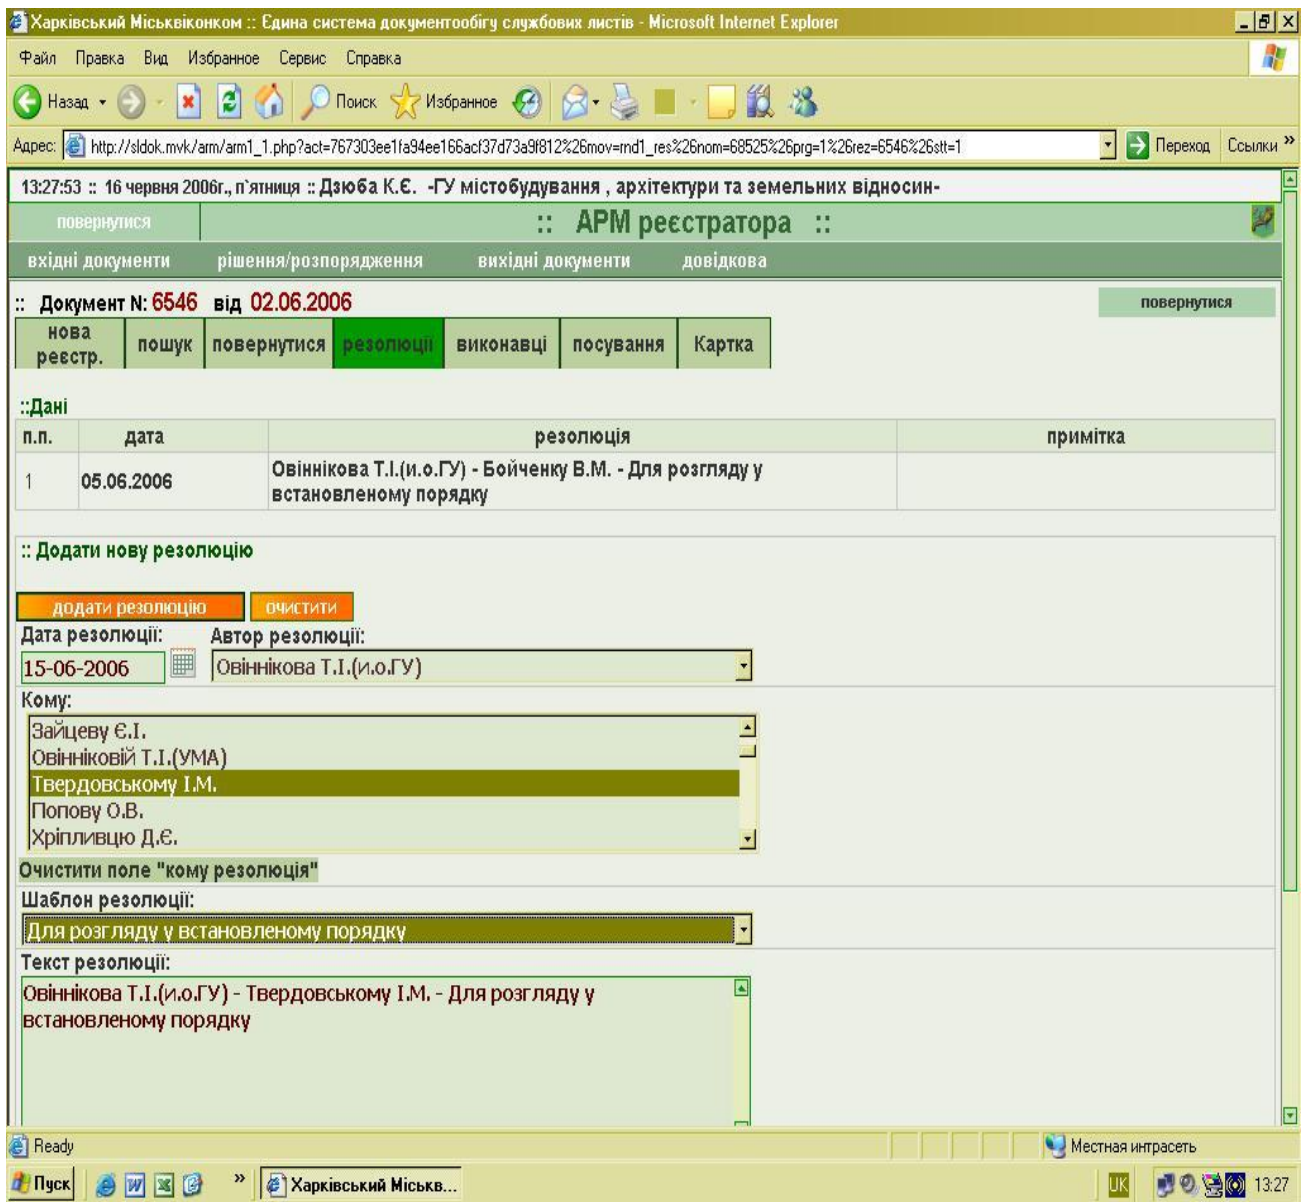 Харківський Міськвіконком :: Єдина система документообігу службових листів - Microsoft Internet Explorer
Файл Правка Вид Избранное Сервис Справка
Назад Поиск Избранное
Адрес: http://sldok.mvk/arm/arm1_1.php?act=767303ee1fa94ee166acf37d73a9f812%26mov=rnd1_res%26nom=68525%26prg=1%26rez=6546%26stt=1 Переход Ссылки »
13:27:53 :: 16 червня 2006г., п`ятниця :: Дзюба К.Є. -ГУ містобудування , архітектури та земельних відносин-
повернутися :: АРМ реєстратора ::
вхідні документи рішення/розпорядження вихідні документи довідкова
:: Документ N: 6546 від 02.06.2006 повернутися
нова реєстр. пошук повернутися резолюції виконавці посування Картка
::Дані
п.п. дата резолюція примітка
1 05.06.2006 Овіннікова Т.І.(и.о.ГУ) - Бойченку В.М. - Для розгляду у
встановленому порядку
:: Додати нову резолюцію
додати резолюцію очистити
Дата резолюції: Автор резолюції:
15-06-2006 Овіннікова Т.І.(и.о.ГУ)
Кому:
Зайцеву Є.І.
Овінніковій Т.І.(УМА)
Твердовському І.М.
Попову О.В.
Хріпливцю Д.Є.
Очистити поле "кому резолюція"
Шаблон резолюції:
Для розгляду у встановленому порядку
Текст резолюції:
Овіннікова Т.І.(и.о.ГУ) - Твердовському І.М. - Для розгляду у
встановленому порядку
Ready Местная интрасеть
Пуск » Харківський Міськв... UK 13:27